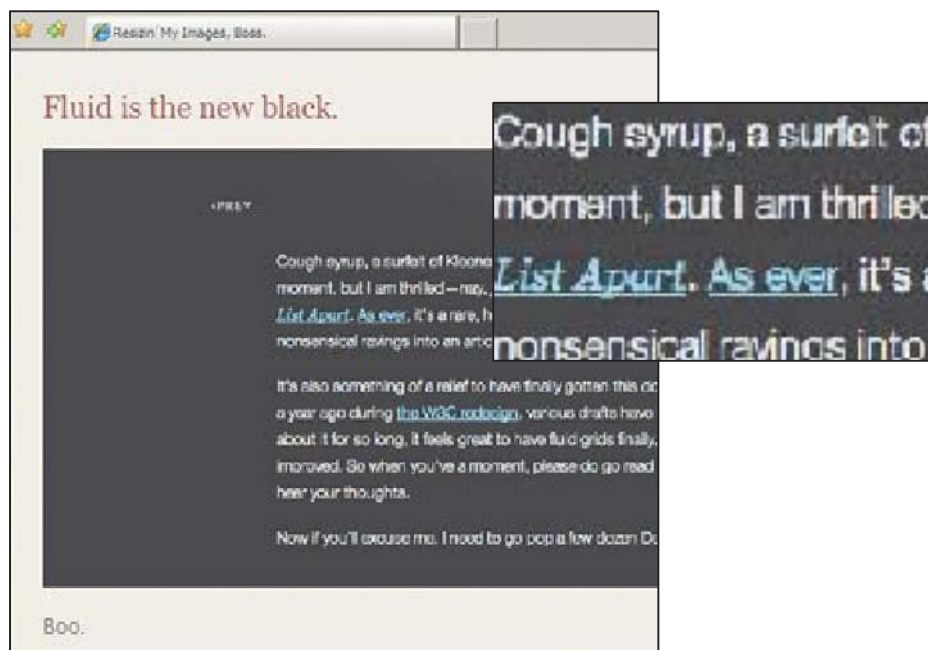 Resizin' My Images, Boss.
Fluid is the new black.
‹PREV
Cough syrup, a surfeit of Kleene
moment, but I am thrilled—nay,
List Apart. As ever, it's a rare, h
nonsensical ravings into an artic
It's also something of a relief to have finally gotten this do
a year ago during the W3C redesign, various drafts have
about it for so long, it feels great to have fluid grids finally,
improved. So when you've a moment, please do go read
hear your thoughts.
Now if you'll excuse me, I need to go pop a few dozen Da
Boo.
Cough syrup, a surfeit of
moment, but I am thrilled
List Apart. As ever, it's a
nonsensical ravings into